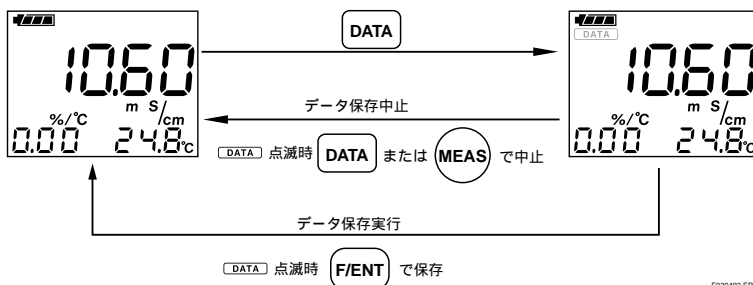 DATA
DATA
10.60
10.60
m S/cm
m S/cm
データ保存中止
%/℃
%/℃
0.00 24.8℃
0.00 24.8℃
DATA 点滅時 DATA または MEAS で中止
データ保存実行
DATA 点滅時 F/ENT で保存